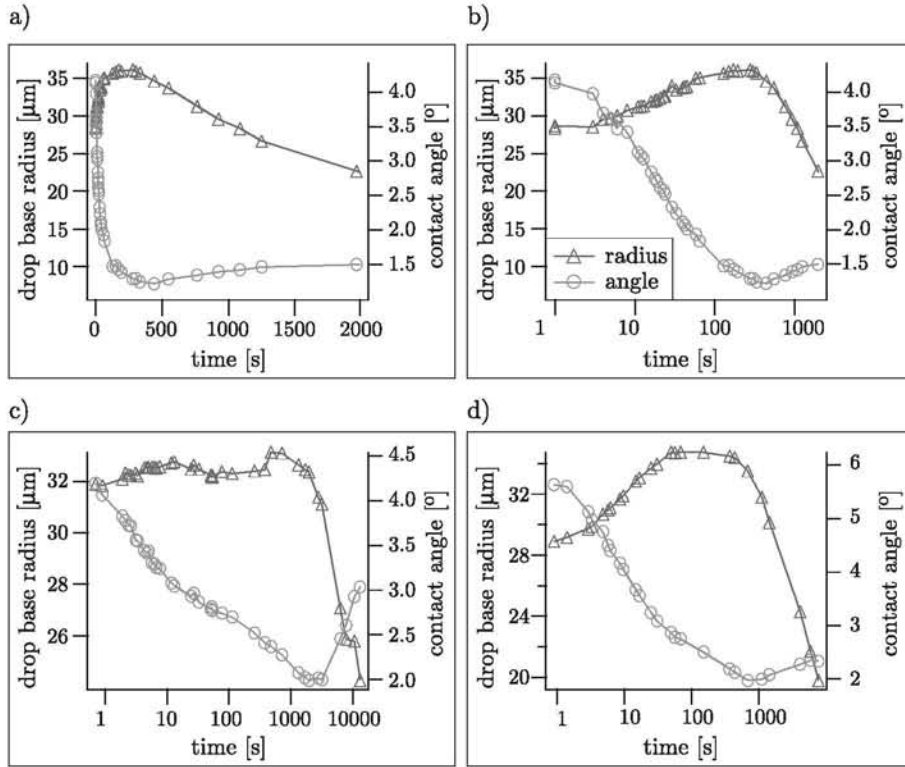 a)
drop base radius [μm]
35
30
25
20
15
10
contact angle [°]
4.0
3.5
3.0
2.5
2.0
1.5
0 500 1000 1500 2000
time [s]
b)
drop base radius [μm]
35
30
25
20
15
10
radius
angle
contact angle [°]
4.0
3.5
3.0
2.5
2.0
1.5
1 10 100 1000
time [s]
c)
drop base radius [μm]
32
30
28
26
contact angle [°]
4.5
4.0
3.5
3.0
2.5
2.0
1 10 100 1000 10000
time [s]
d)
drop base radius [μm]
32
28
24
20
contact angle [°]
6
5
4
3
2
1 10 100 1000
time [s]